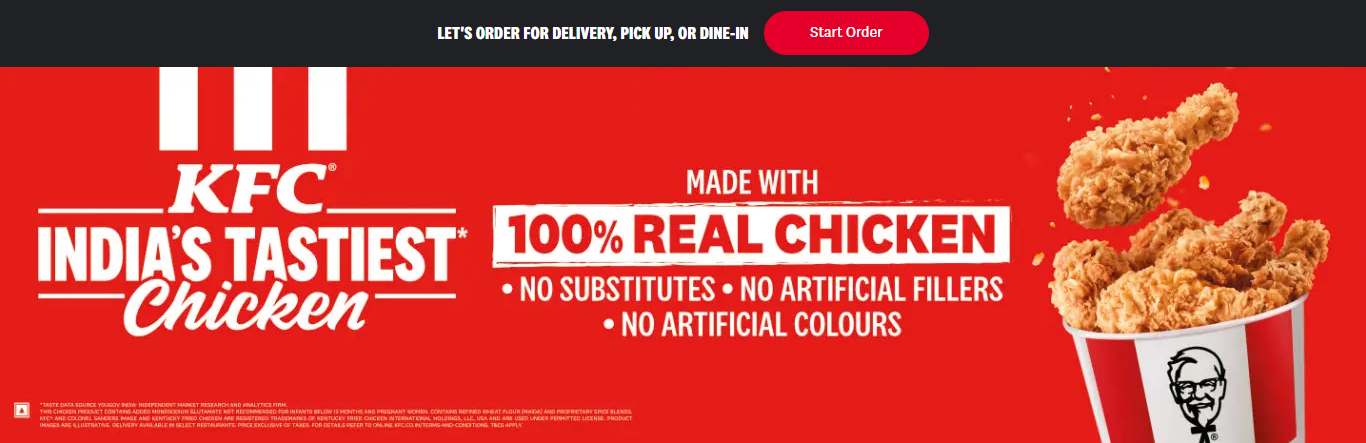 LET'S ORDER FOR DELIVERY, PICK UP, OR DINE-IN
Start Order
KFC®
INDIA'S TASTIEST*
Chicken
MADE WITH
100% REAL CHICKEN
• NO SUBSTITUTES • NO ARTIFICIAL FILLERS
• NO ARTIFICIAL COLOURS
*TASTE DATA SOURCE YOUGOV INDIA- INDEPENDENT MARKET RESEARCH AND ANALYTICS FIRM.
THIS CHICKEN PRODUCT CONTAINS ADDED MONOSODIUM GLUTAMATE NOT RECOMMENDED FOR INFANTS BELOW 12 MONTHS AND PREGNANT WOMEN. CONTAINS REFINED WHEAT FLOUR (MAIDA) AND PROPRIETARY SPICE BLENDS.
KFC® AND COLONEL SANDERS IMAGE AND KENTUCKY FRIED CHICKEN ARE REGISTERED TRADEMARKS OF KENTUCKY FRIED CHICKEN INTERNATIONAL HOLDINGS, LLC, USA AND ARE USED UNDER PERMITTED LICENSE. PRODUCT
IMAGES ARE ILLUSTRATIVE. DELIVERY AVAILABLE IN SELECT RESTAURANTS. PRICE EXCLUSIVE OF TAXES. FOR DETAILS REFER TO ONLINE.KFC.CO.IN/TERMS-AND-CONDITIONS. T&CS APPLY.
®